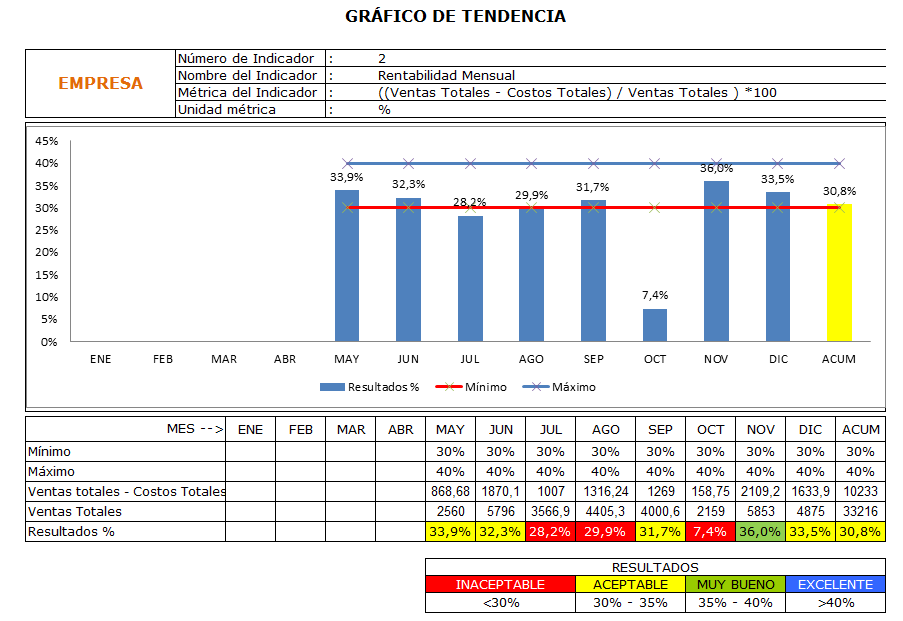 GRÁFICO DE TENDENCIA
EMPRESA
Número de Indicador : 2
Nombre del Indicador : Rentabilidad Mensual
Métrica del Indicador : ((Ventas Totales - Costos Totales) / Ventas Totales ) *100
Unidad métrica : %
45%
40%
35%
30%
25%
20%
15%
10%
5%
0%
33,9% 32,3% 28,2% 29,9% 31,7% 7,4% 36,0% 33,5% 30,8%
ENE FEB MAR ABR MAY JUN JUL AGO SEP OCT NOV DIC ACUM
Resultados % Mínimo Máximo
MES --> ENE FEB MAR ABR MAY JUN JUL AGO SEP OCT NOV DIC ACUM
Mínimo 30% 30% 30% 30% 30% 30% 30% 30% 30%
Máximo 40% 40% 40% 40% 40% 40% 40% 40% 40%
Ventas totales - Costos Totales 868,68 1870,1 1007 1316,24 1269 158,75 2109,2 1633,9 10233
Ventas Totales 2560 5796 3566,9 4405,3 4000,6 2159 5853 4875 33216
Resultados % 33,9% 32,3% 28,2% 29,9% 31,7% 7,4% 36,0% 33,5% 30,8%
RESULTADOS
INACEPTABLE ACEPTABLE MUY BUENO EXCELENTE
<30% 30% - 35% 35% - 40% >40%